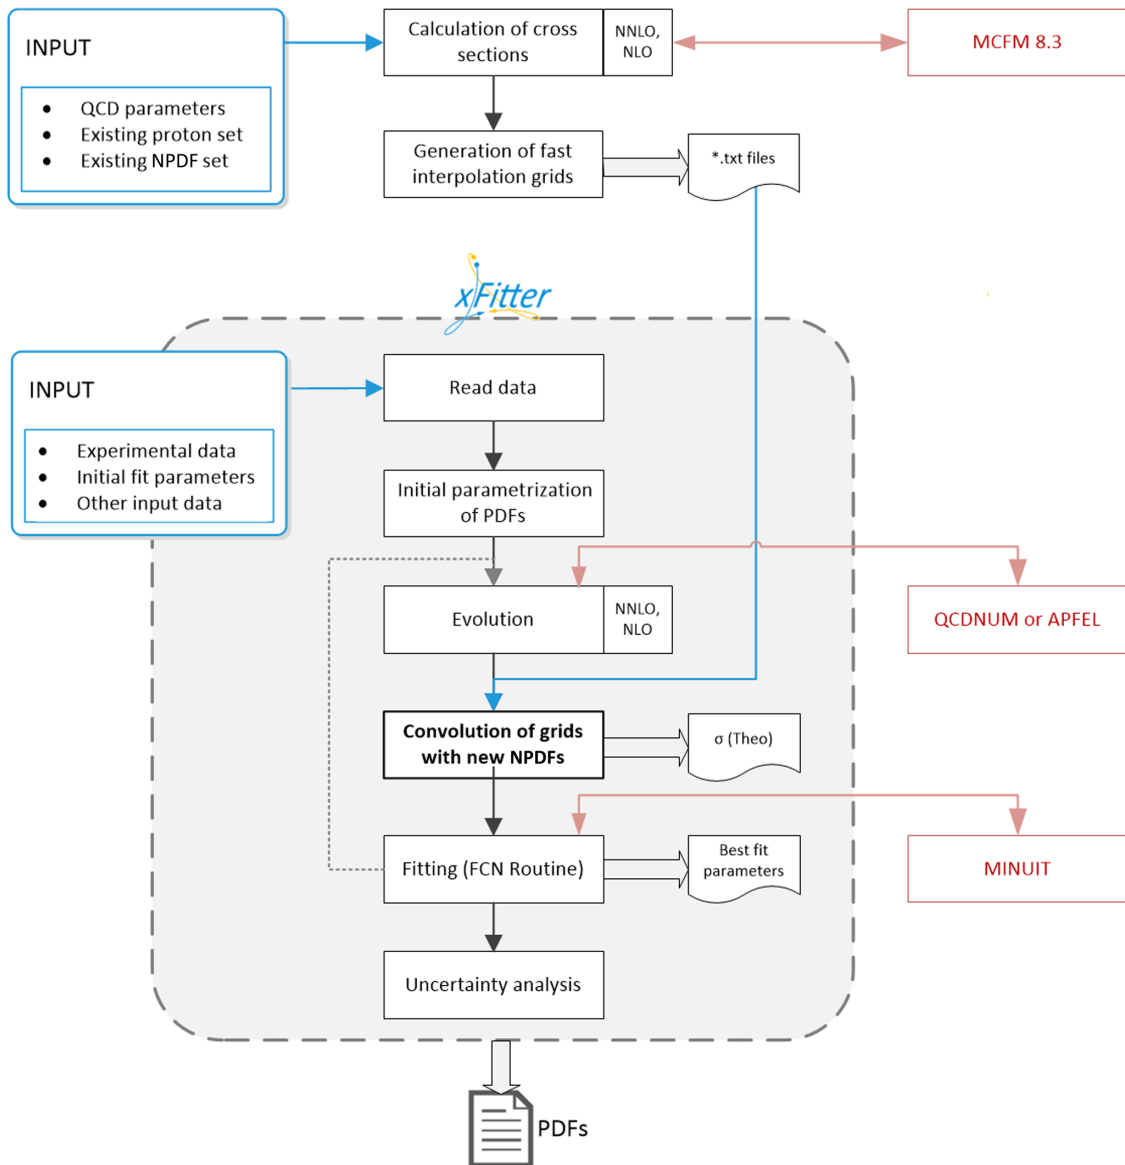 INPUT
QCD parameters
Existing proton set
Existing NPDF set
Calculation of cross
sections
NNLO,
NLO
MCFM 8.3
Generation of fast
interpolation grids
*.txt files
xFitter
INPUT
Experimental data
Initial fit parameters
Other input data
Read data
Initial parametrization
of PDFs
Evolution
NNLO,
NLO
QCDNUM or APFEL
Convolution of grids
with new NPDFs
σ (Theo)
Fitting (FCN Routine)
Best fit
parameters
MINUIT
Uncertainty analysis
PDFs